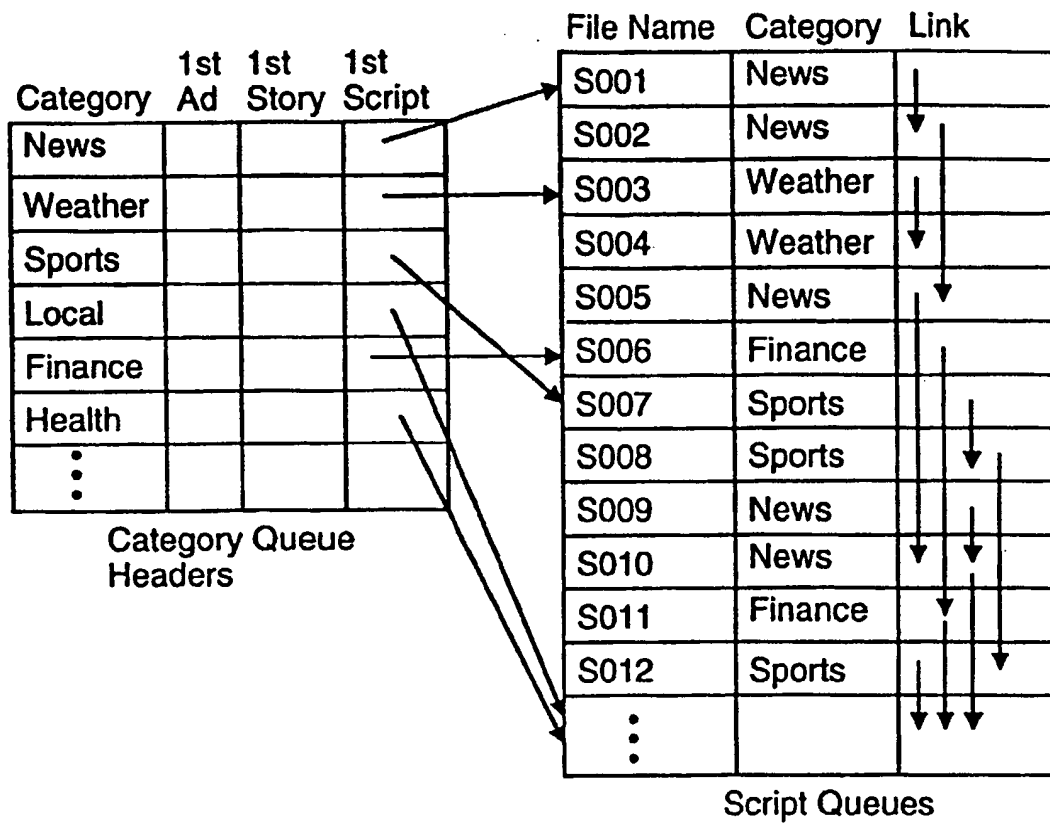 1st 1st 1st
Category Ad Story Script
News
Weather
Sports
Local
Finance
Health
Category Queue
Headers
File Name Category Link
S001 News
S002 News
S003 Weather
S004 Weather
S005 News
S006 Finance
S007 Sports
S008 Sports
S009 News
S010 News
S011 Finance
S012 Sports
Script Queues